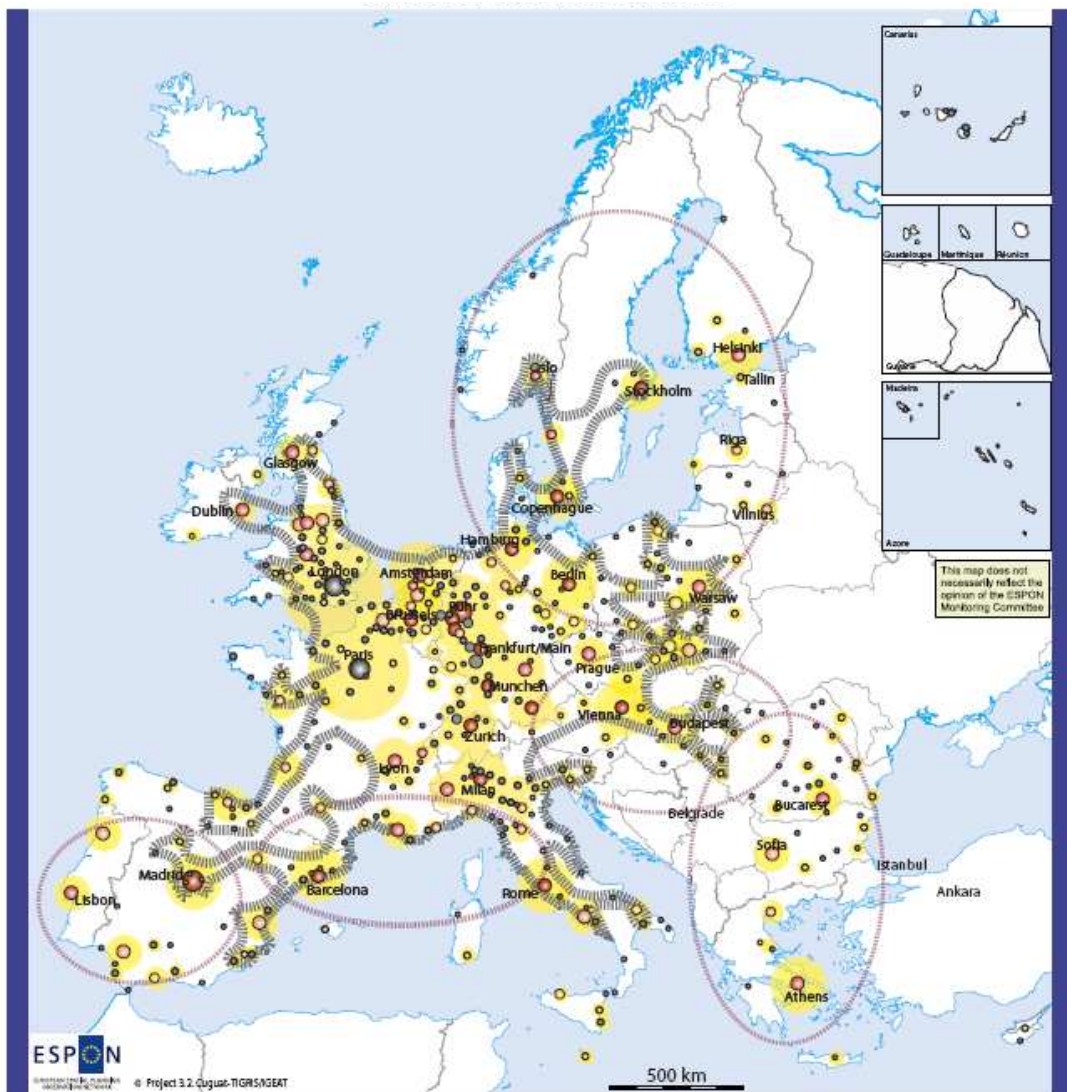 Canarias
Guadeloupe
Martinique
Réunion
Guyane
Madeira
Azore
This map does not
necessarily reflect the
opinion of the ESPON
Monitoring Committee
Oslo
Helsinki
Tallin
Stockholm
Riga
Vilnius
Glasgow
Dublin
Copenhague
Hamburg
London
Amsterdam
Berlin
Warsaw
Brussels
Ruhr
Frankfurt/Main
Paris
Prague
Munchen
Vienna
Budapest
Zurich
Lyon
Milan
Belgrade
Bucarest
Sofia
Istanbul
Ankara
Madrid
Barcelona
Rome
Lisbon
Athens
ESPON
© Project 3.2. Cuguat-TIGRIS/IGEAT
500 km